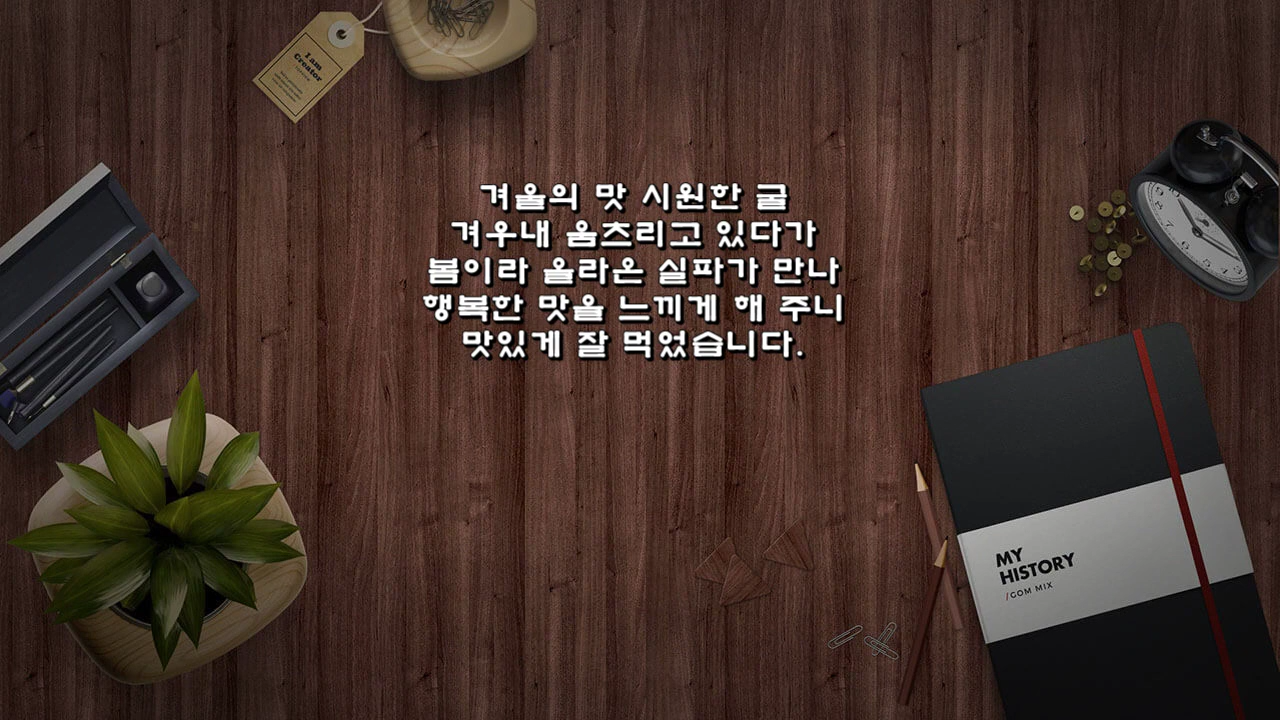 I am
Creator
겨울의 맛 시원한 굴
겨우내 움츠리고 있다가
봄이라 올라온 실파가 만나
행복한 맛을 느끼게 해 주니
맛있게 잘 먹었습니다.
MY
HISTORY
/GOM MIX